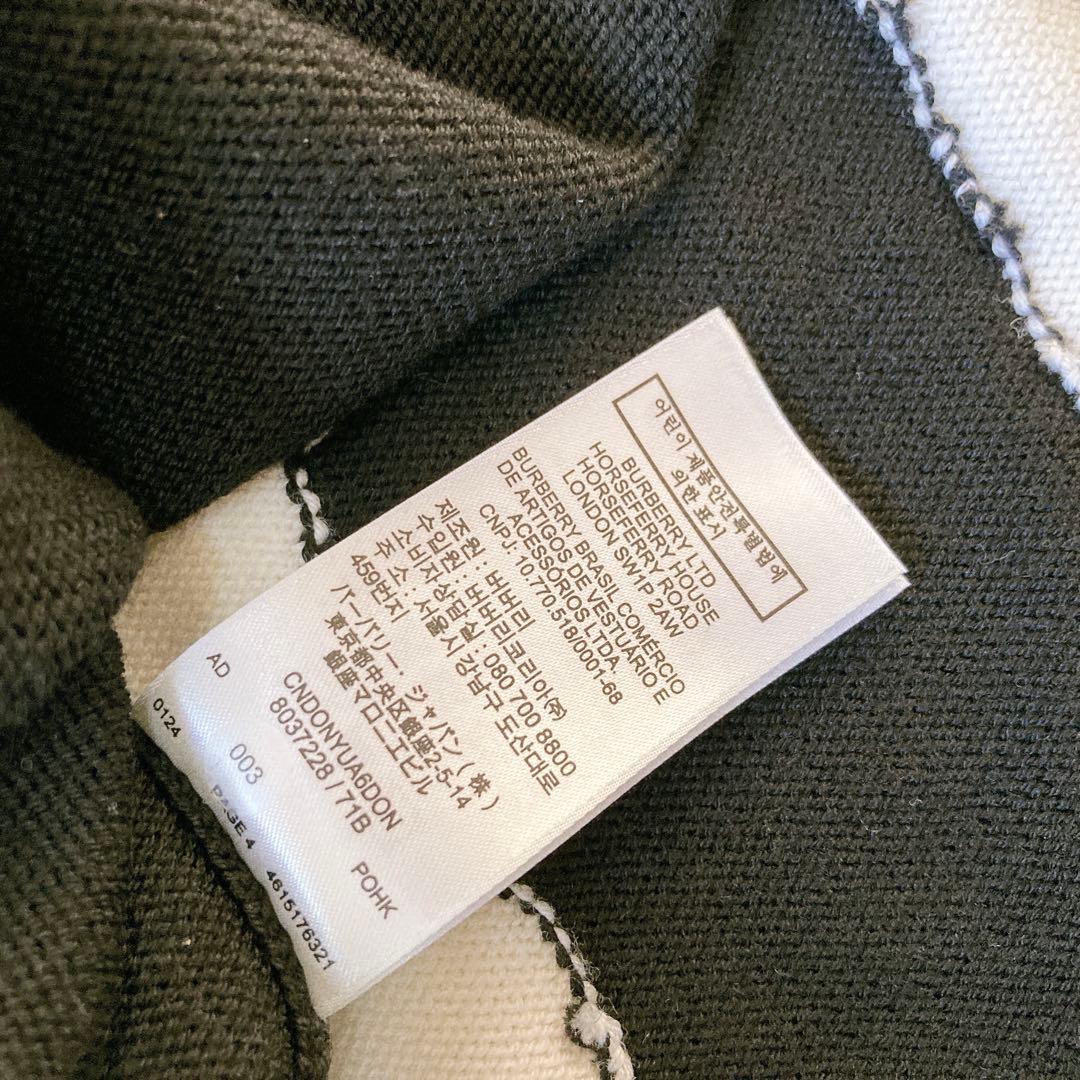 어린이제품안전특별법에
의한표시
BURBERRY LTD
HORSEFERRY HOUSE
HORSEFERRY ROAD
LONDON SW1P 2AW
BURBERRY BRASIL COMERCIO
DE ARTIGOS DE VESTUÁRIO E
ACESSÓRIOS LTDA
CNPJ: 10.770.518/0001-68
제조원 : 버버리
수입원 : 버버리코리아㈜
소비자상담실 : 080 700 8800
주소 : 서울시 강남구 도산대로
459번지
バーバリー・ジャパン(株)
東京都中央区銀座2-5-14
銀座マロニエビル
CNDONYUA6DON
8037228 / 71B
AD
003
POHK
0124
PAGE 4
4615176321